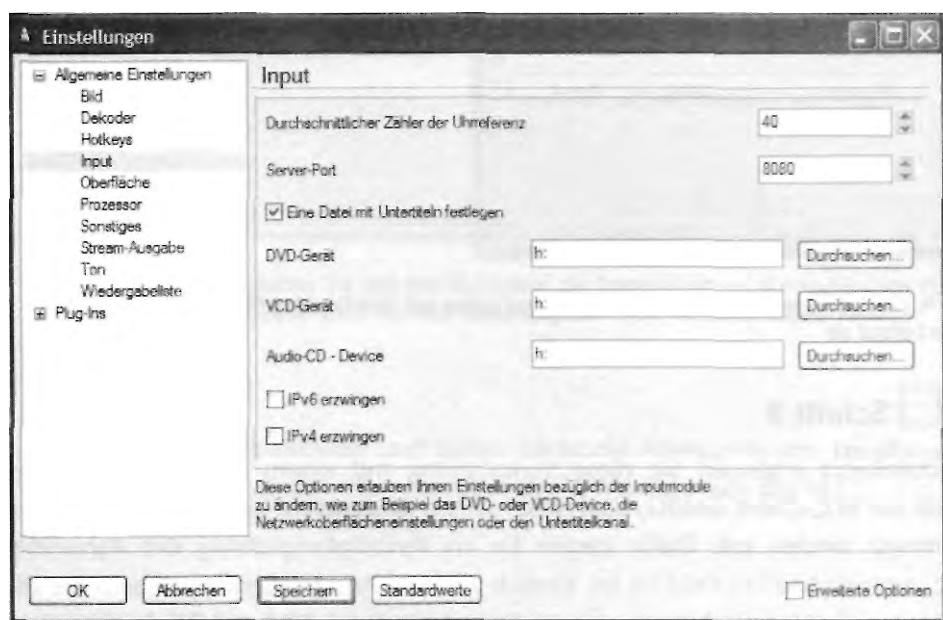 Einstellungen
Allgemeine Einstellungen
Bild
Dekoder
Hotkeys
Input
Oberfläche
Prozessor
Sonstiges
Stream-Ausgabe
Ton
Wiedergabeliste
Plug-Ins
Input
Durchschnittlicher Zähler der Uhrreferenz 40
Server-Port 8080
Eine Datei mit Untertiteln festlegen
DVD-Gerät h: Durchsuchen...
VCD-Gerät h: Durchsuchen...
Audio-CD - Device h: Durchsuchen...
IPv6 erzwingen
IPv4 erzwingen
Diese Optionen erlauben Ihnen Einstellungen bezüglich der Inputmodule
zu ändern, wie zum Beispiel das DVD- oder VCD-Device, die
Netzwerkoberflächeneinstellungen oder den Untertitelkanal.
OK Abbrechen Speichern Standardwerte Erweiterte Optionen